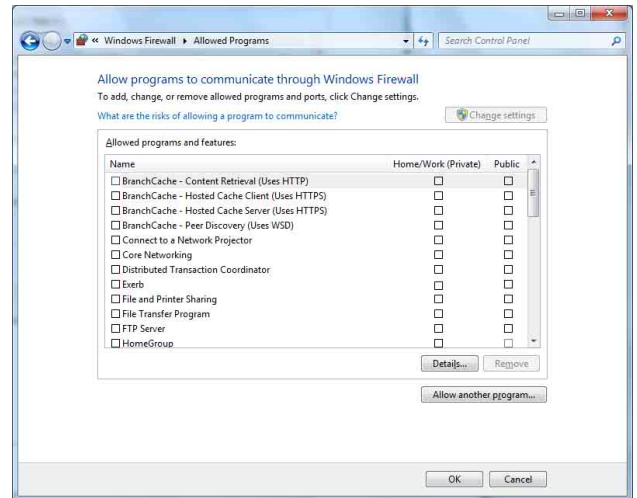 « Windows Firewall ▸ Allowed Programs
Search Control Panel
Allow programs to communicate through Windows Firewall
To add, change, or remove allowed programs and ports, click Change settings.
What are the risks of allowing a program to communicate?
Change settings
Allowed programs and features:
Name Home/Work (Private) Public
BranchCache - Content Retrieval (Uses HTTP)
BranchCache - Hosted Cache Client (Uses HTTPS)
BranchCache - Hosted Cache Server (Uses HTTPS)
BranchCache - Peer Discovery (Uses WSD)
Connect to a Network Projector
Core Networking
Distributed Transaction Coordinator
Exerb
File and Printer Sharing
File Transfer Program
FTP Server
HomeGroup
Details... Remove
Allow another program...
OK Cancel